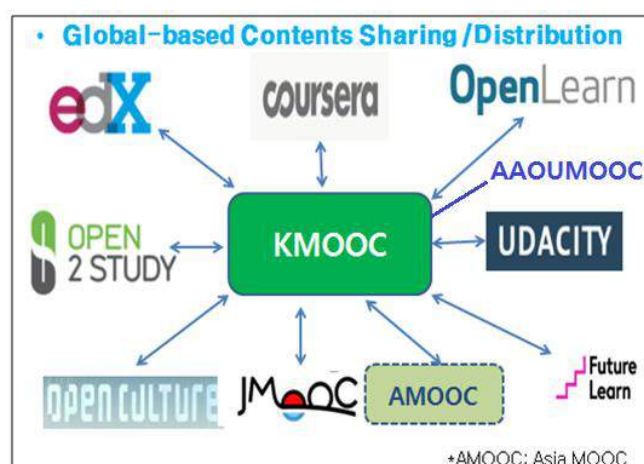 • Global-based Contents Sharing /Distribution
edX
coursera
OpenLearn
AAOUMOOC
KMOOC
OPEN
2 STUDY
UDACITY
OPEN CULTURE
JMOOC
AMOOC
Future
Learn
*AMOOC: Asia MOOC